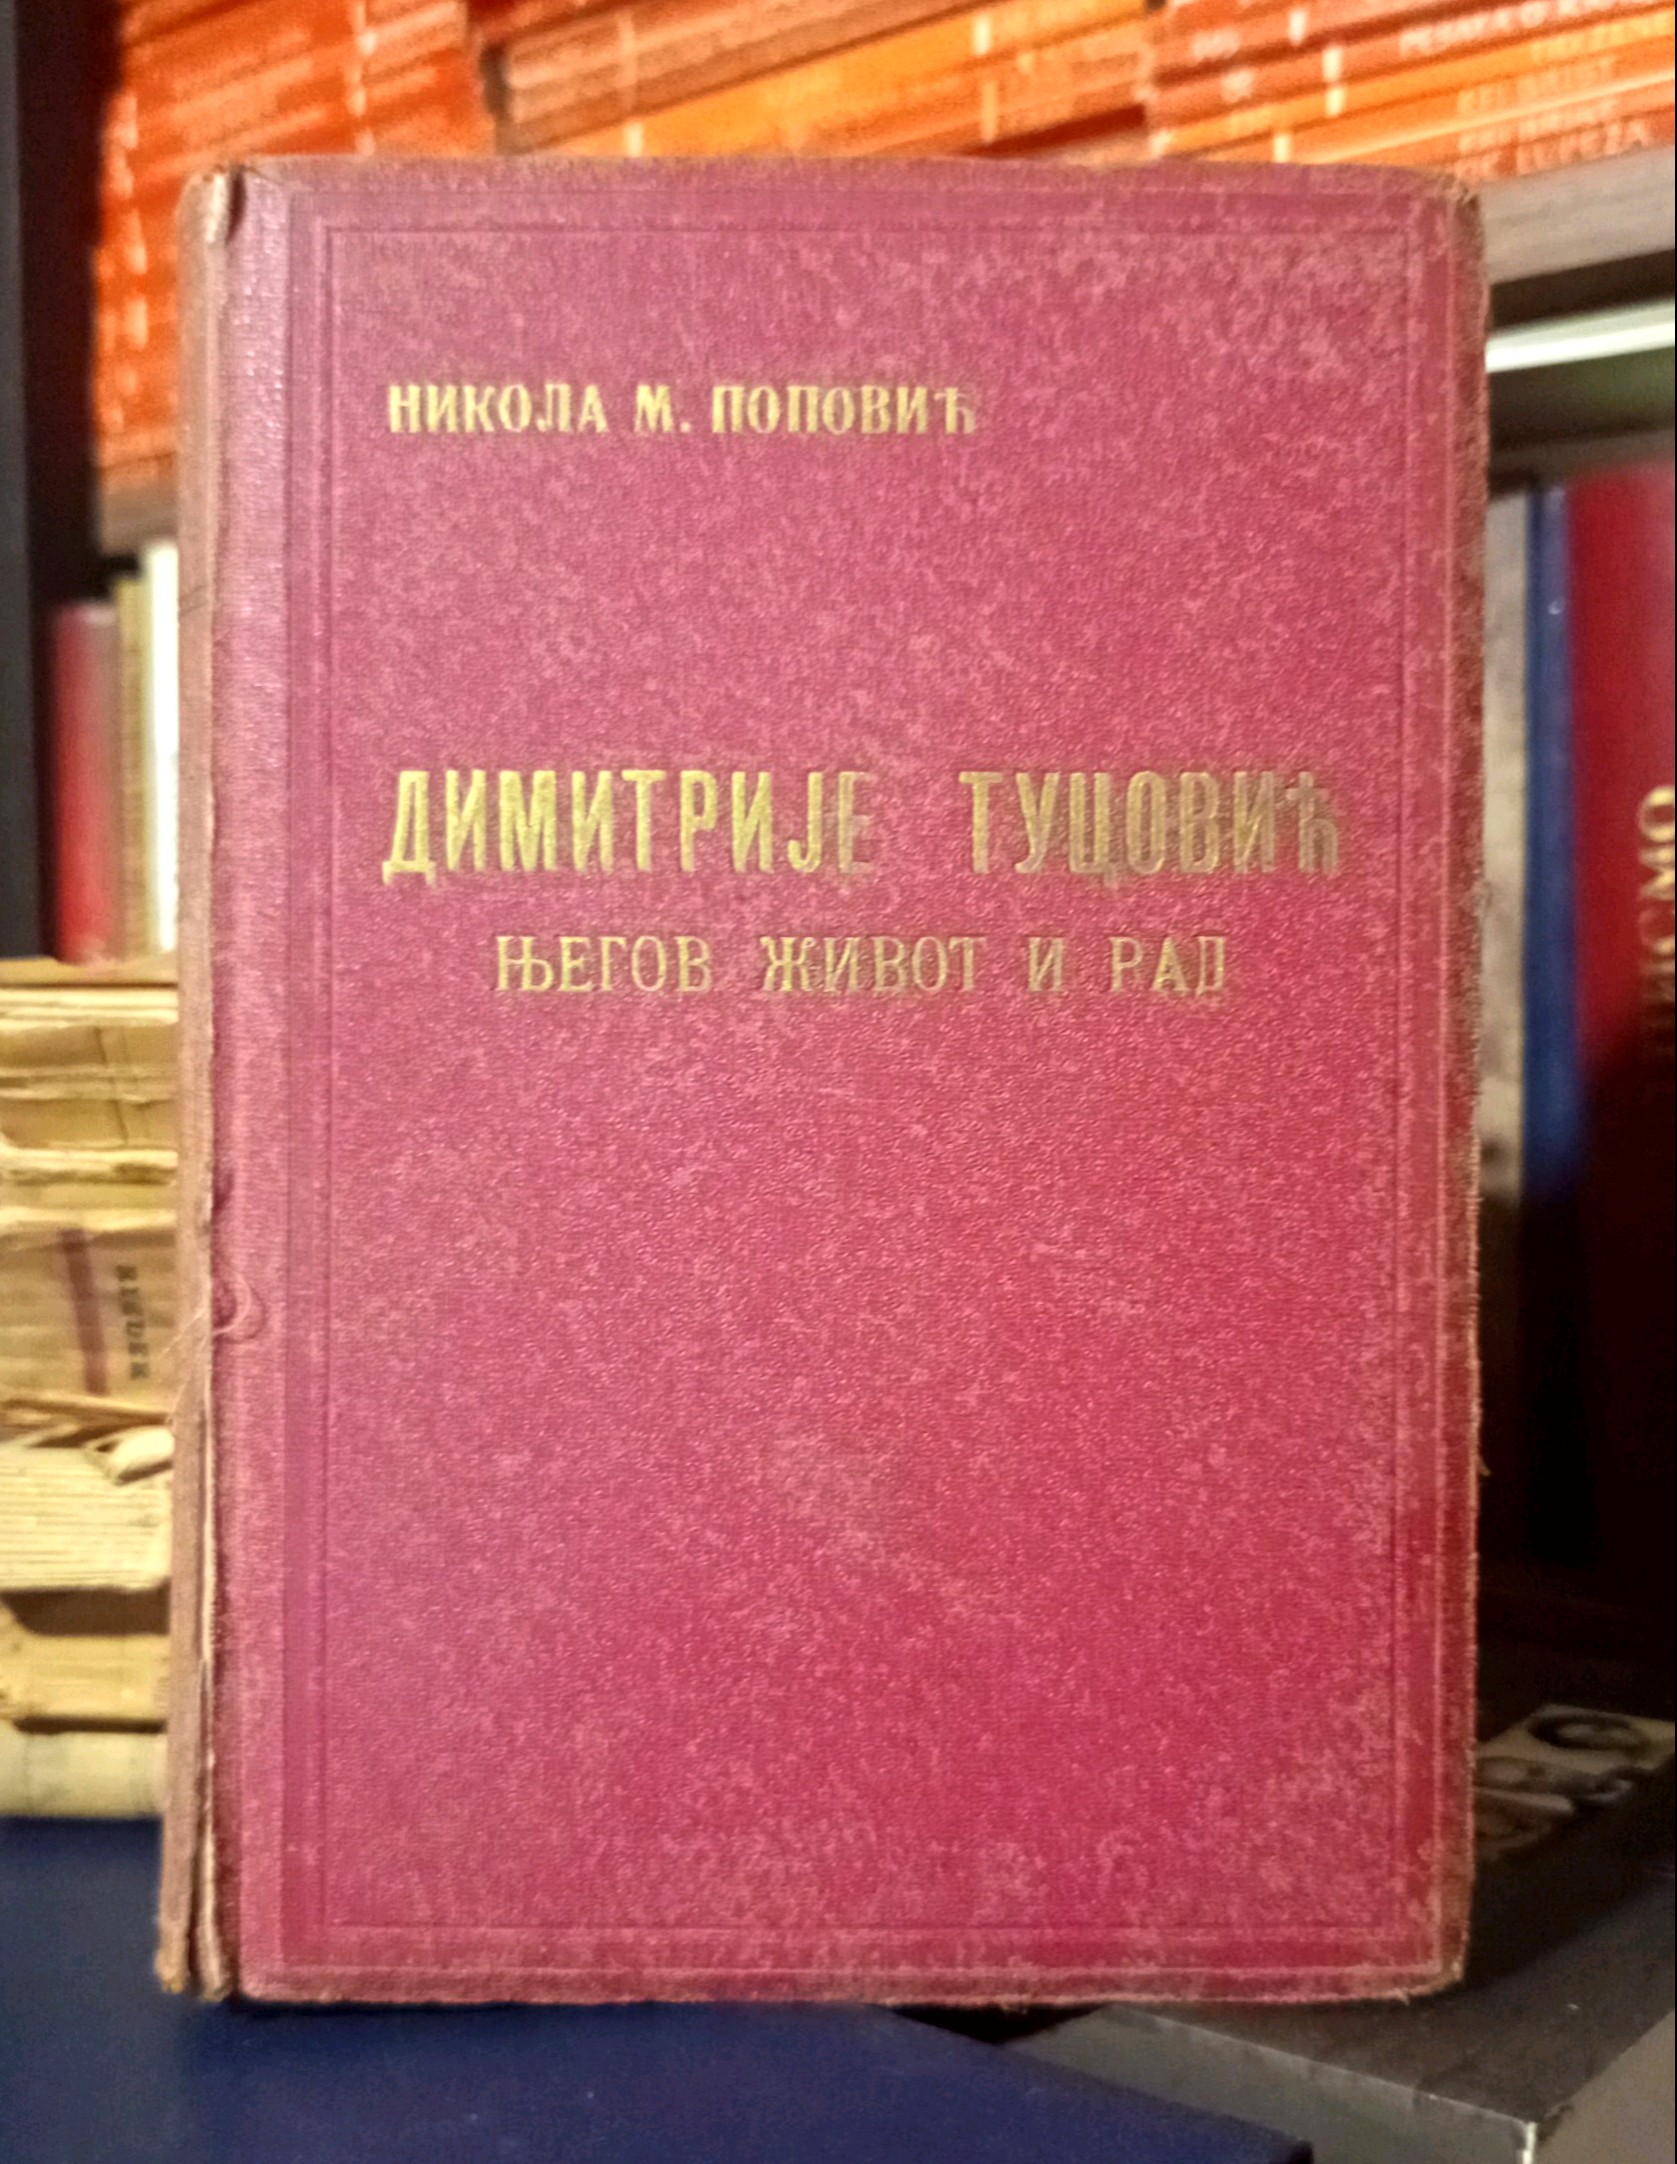 НИКОЛА М. ПОПОВИЋ
ДИМИТРИЈЕ ТУЦОВИЋ
ЊЕГОВ ЖИВОТ И РАД